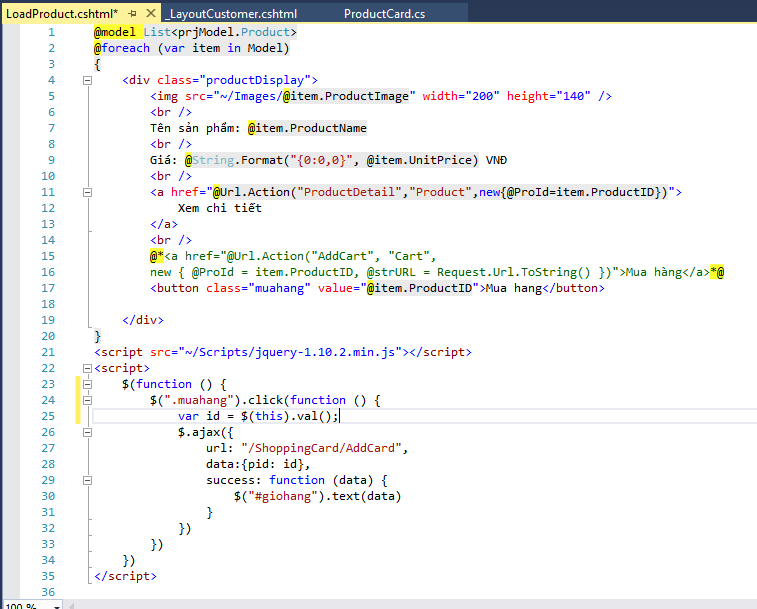 LoadProduct.cshtml*
_LayoutCustomer.cshtml
ProductCard.cs
1 @model List<prjModel.Product>
2 @foreach (var item in Model)
3 {
4 <div class="productDisplay">
5 <img src="~/Images/@item.ProductImage" width="200" height="140" />
6 <br />
7 Tên sản phẩm: @item.ProductName
8 <br />
9 Giá: @String.Format("{0:0,0}", @item.UnitPrice) VNĐ
10 <br />
11 <a href="@Url.Action("ProductDetail","Product",new{@ProId=item.ProductID})">
12 Xem chi tiết
13 </a>
14 <br />
15 @*<a href="@Url.Action("AddCart", "Cart",
16 new { @ProId = item.ProductID, @strURL = Request.Url.ToString() })">Mua hàng</a>*@
17 <button class="muahang" value="@item.ProductID">Mua hang</button>
18
19 </div>
20 }
21 <script src="~/Scripts/jquery-1.10.2.min.js"></script>
22 <script>
23 $(function () {
24 $(".muahang").click(function () {
25 var id = $(this).val();
26 $.ajax({
27 url: "/ShoppingCard/AddCard",
28 data:{pid: id},
29 success: function (data) {
30 $("#giohang").text(data)
31 }
32 })
33 })
34 })
35 </script>
36
100 %